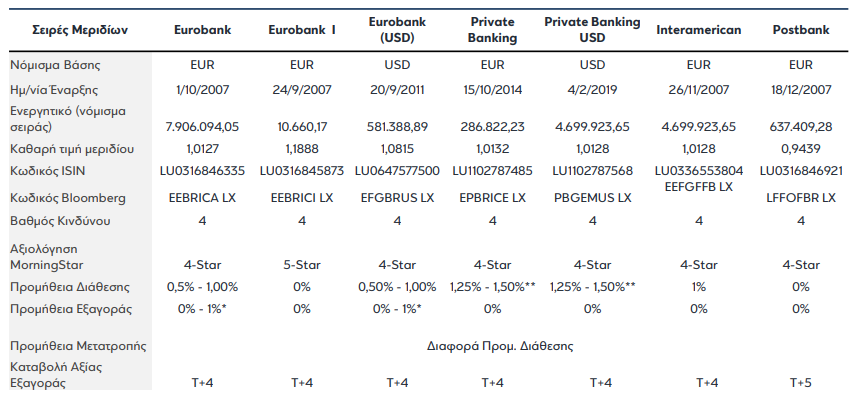 Σειρές Μεριδίων Eurobank Eurobank I Eurobank (USD) Private Banking Private Banking USD Interamerican Postbank
Νόμισμα Βάσης EUR EUR USD EUR USD EUR EUR
Ημ/νία Έναρξης 1/10/2007 24/9/2007 20/9/2011 15/10/2014 4/2/2019 26/11/2007 18/12/2007
Ενεργητικό (νόμισμα σειράς) 7.906.094,05 10.660,17 581.388,89 286.822,23 4.699.923,65 4.699.923,65 637.409,28
Καθαρή τιμή μεριδίου 1,0127 1,1888 1,0815 1,0132 1,0128 1,0128 0,9439
Κωδικός ISIN LU0316846335 LU0316845873 LU0647577500 LU1102787485 LU1102787568 LU0336553804 LU0316846921
Κωδικός Bloomberg EEBRICA LX EEBRICI LX EFGBRUS LX EPBRICE LX PBGEMUS LX EEFGFFB LX LFFOFBR LX
Βαθμός Κινδύνου 4 4 4 4 4 4 4
Αξιολόγηση MorningStar 4-Star 5-Star 4-Star 4-Star 4-Star 4-Star 4-Star
Προμήθεια Διάθεσης 0,5% - 1,00% 0% 0,50% - 1,00% 1,25% - 1,50%** 1,25% - 1,50%** 1% 0%
Προμήθεια Εξαγοράς 0% - 1%* 0% 0% - 1%* 0% 0% 0% 0%
Προμήθεια Μετατροπής Διαφορά Προμ. Διάθεσης
Καταβολή Αξίας Εξαγοράς T+4 T+4 T+4 T+4 T+4 T+4 T+5